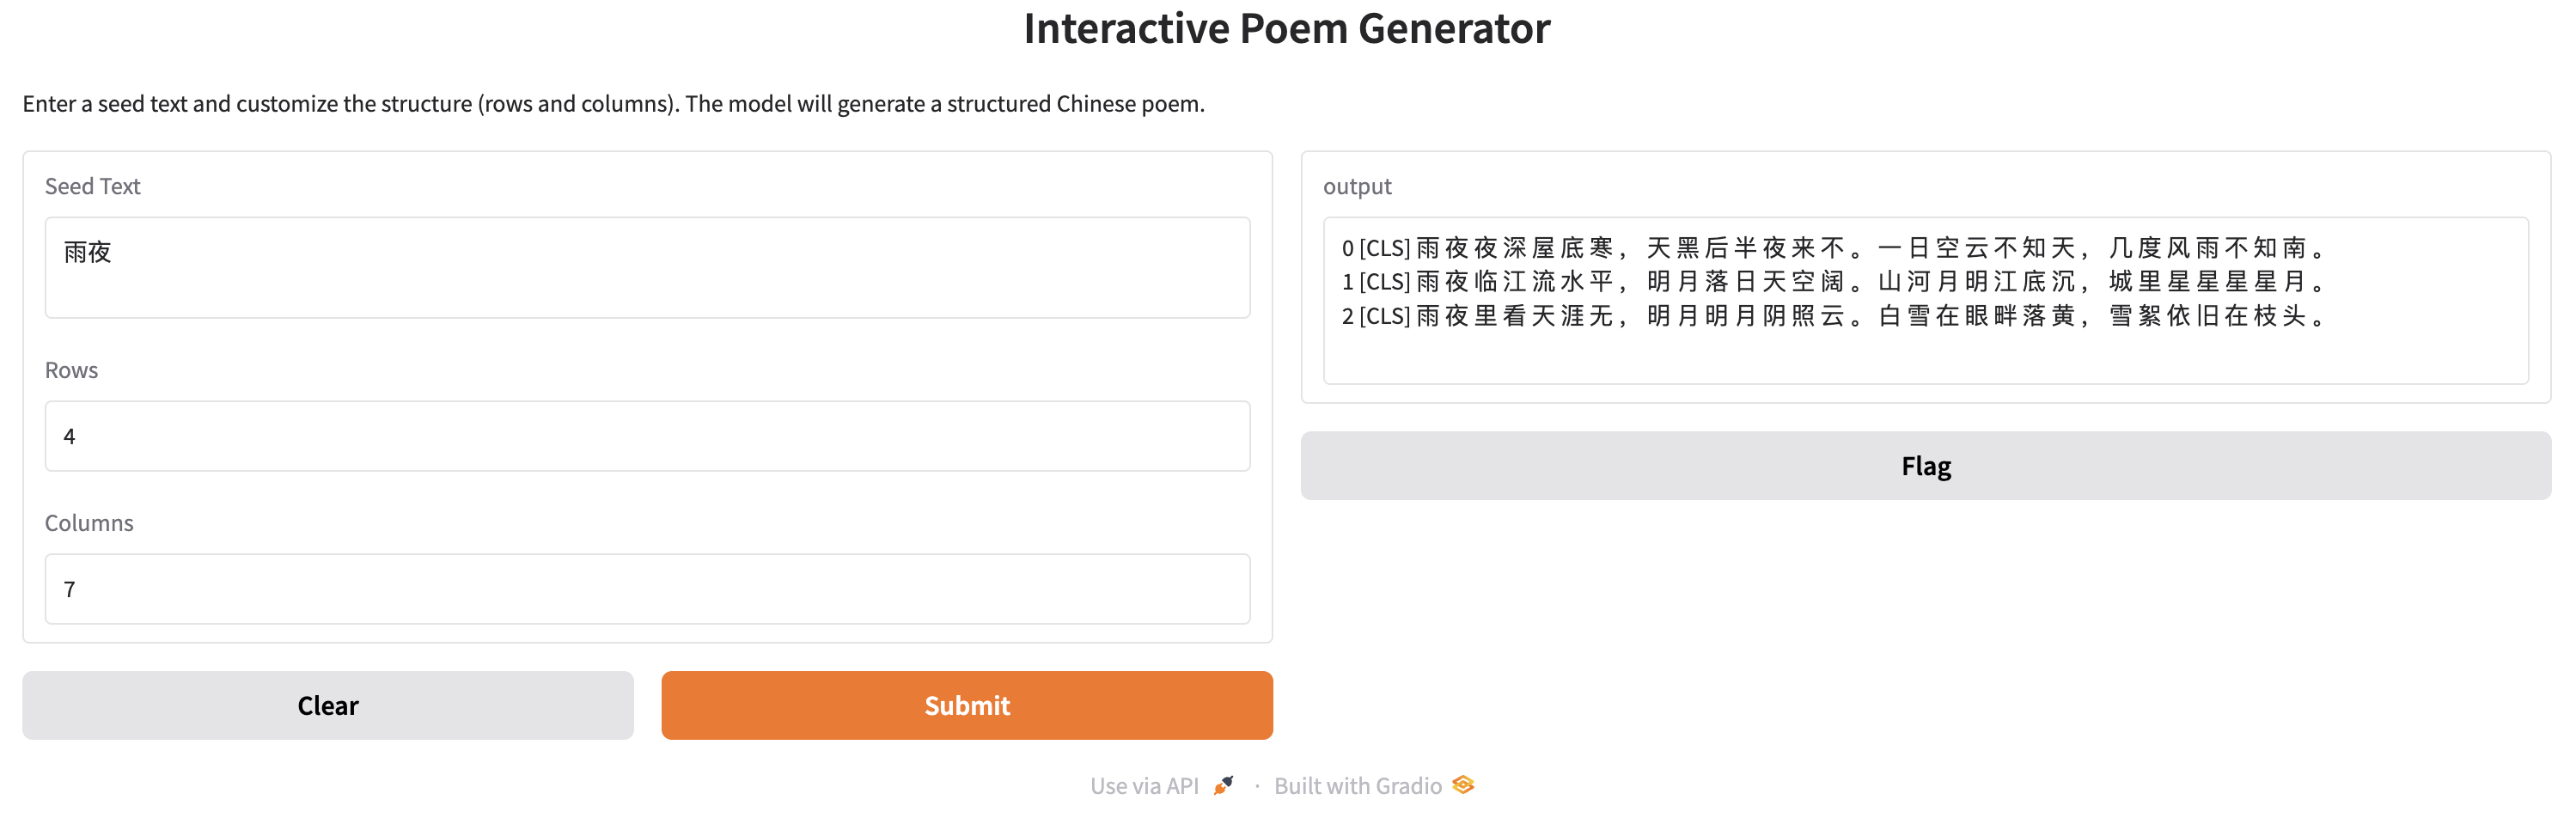 Interactive Poem Generator
Enter a seed text and customize the structure (rows and columns). The model will generate a structured Chinese poem.
Seed Text
雨夜
Rows
4
Columns
7
Clear
Submit
output
0 [CLS] 雨 夜 夜 深 屋 底 寒 ， 天 黑 后 半 夜 来 不 。 一 日 空 云 不 知 天 ， 几 度 风 雨 不 知 南 。
1 [CLS] 雨 夜 临 江 流 水 平 ， 明 月 落 日 天 空 阔 。 山 河 月 明 江 底 沉 ， 城 里 星 星 星 星 月 。
2 [CLS] 雨 夜 里 看 天 涯 无 ， 明 月 明 月 阴 照 云 。 白 雪 在 眼 畔 落 黄 ， 雪 絮 依 旧 在 枝 头 。
Flag
Use via API · Built with Gradio